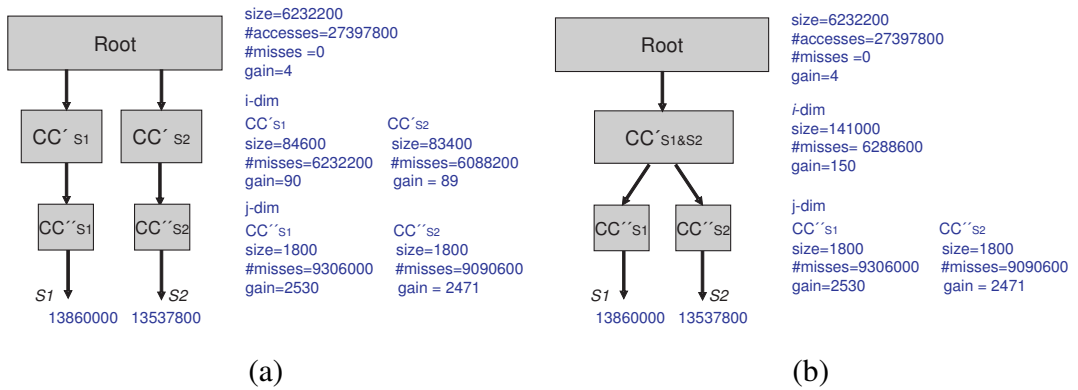 Root
CC´ S1
CC´ S2
CC´´S1
CC´´S2
S1
S2
13860000
13537800
size=6232200
#accesses=27397800
#misses =0
gain=4
i-dim
CC´S1 CC´S2
size=84600 size=83400
#misses=6232200 #misses=6088200
gain=90 gain = 89
j-dim
CC´´S1 CC´´S2
size=1800 size=1800
#misses=9306000 #misses=9090600
gain=2530 gain = 2471
(a)
Root
CC´S1&S2
CC´´S1
CC´´S2
S1
S2
13860000
13537800
size=6232200
#accesses=27397800
#misses =0
gain=4
i-dim
size=141000
#misses= 6288600
gain=150
j-dim
CC´´S1 CC´´S2
size=1800 size=1800
#misses=9306000 #misses=9090600
gain=2530 gain = 2471
(b)